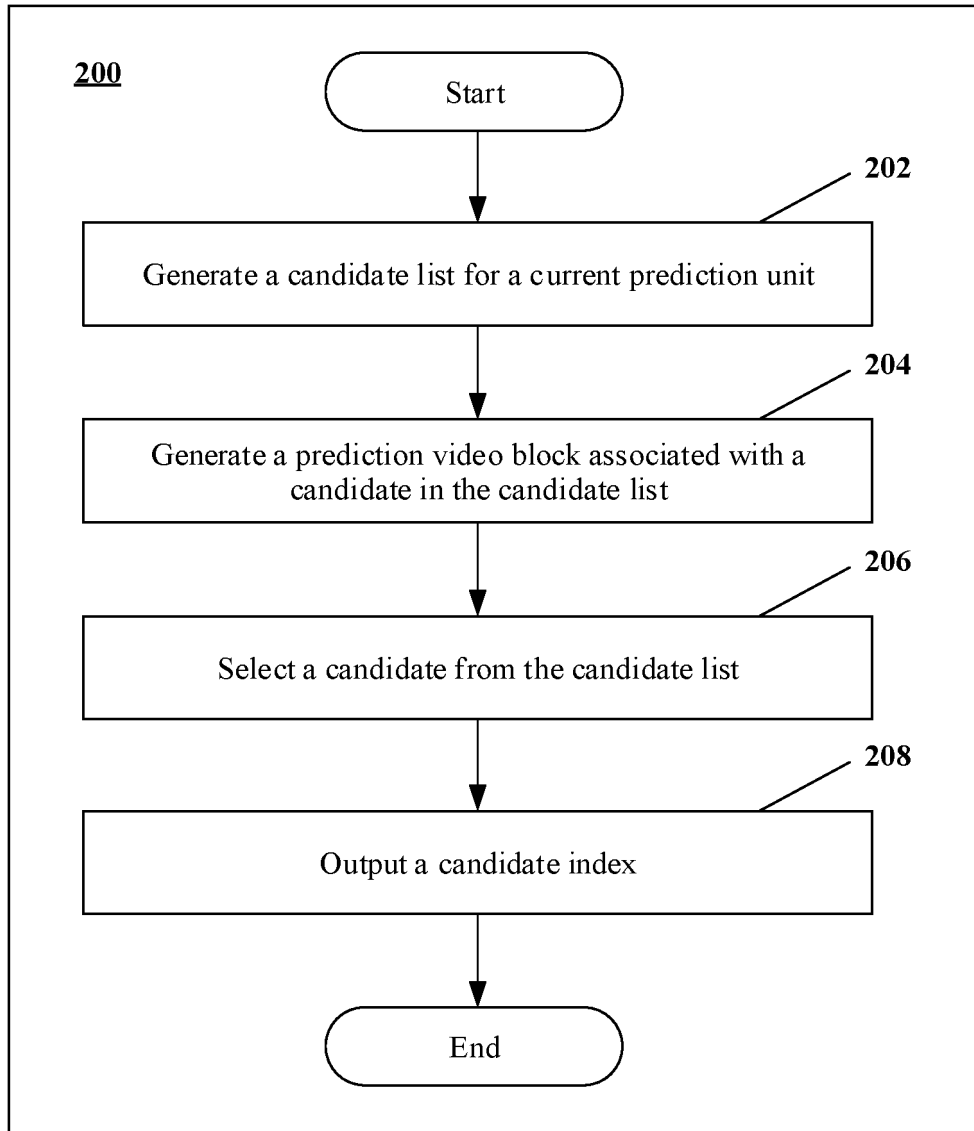 200
Start
202
Generate a candidate list for a current prediction unit
204
Generate a prediction video block associated with a
candidate in the candidate list
206
Select a candidate from the candidate list
208
Output a candidate index
End